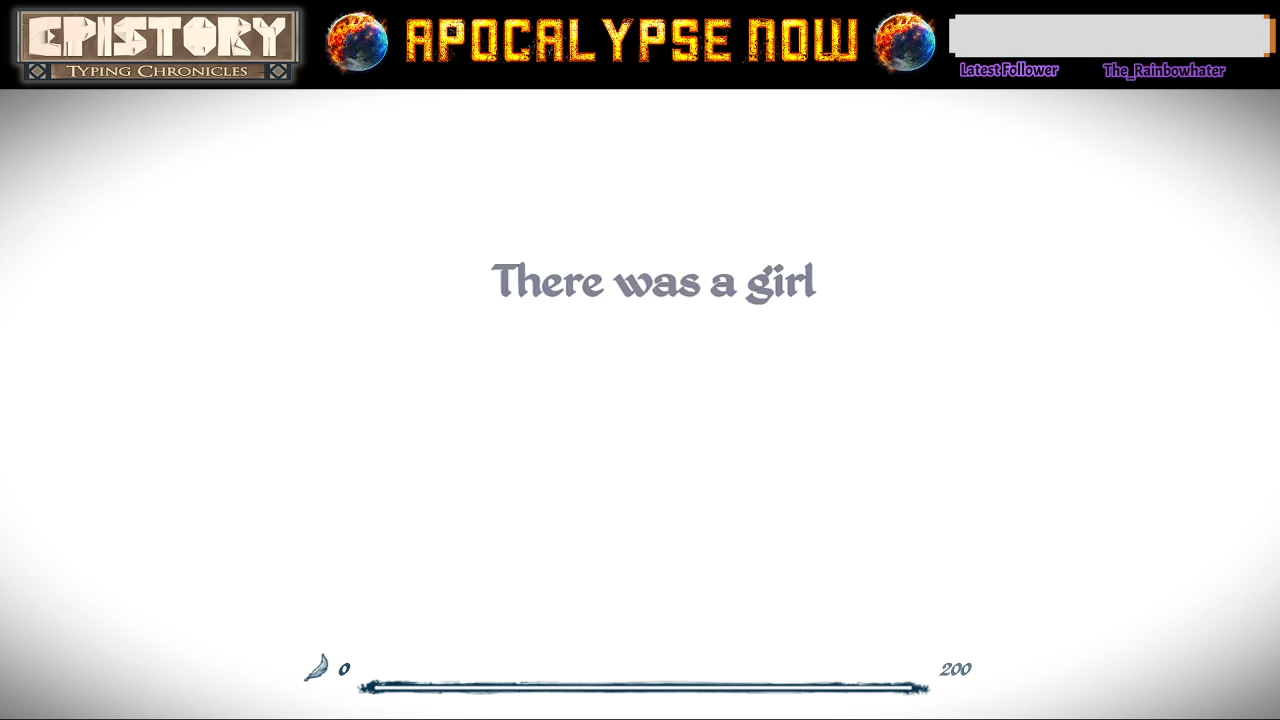 EPISTORY
TYPING CHRONICLES
APOCALYPSE NOW
Latest Follower The_Rainbowhater
There was a girl
0 200